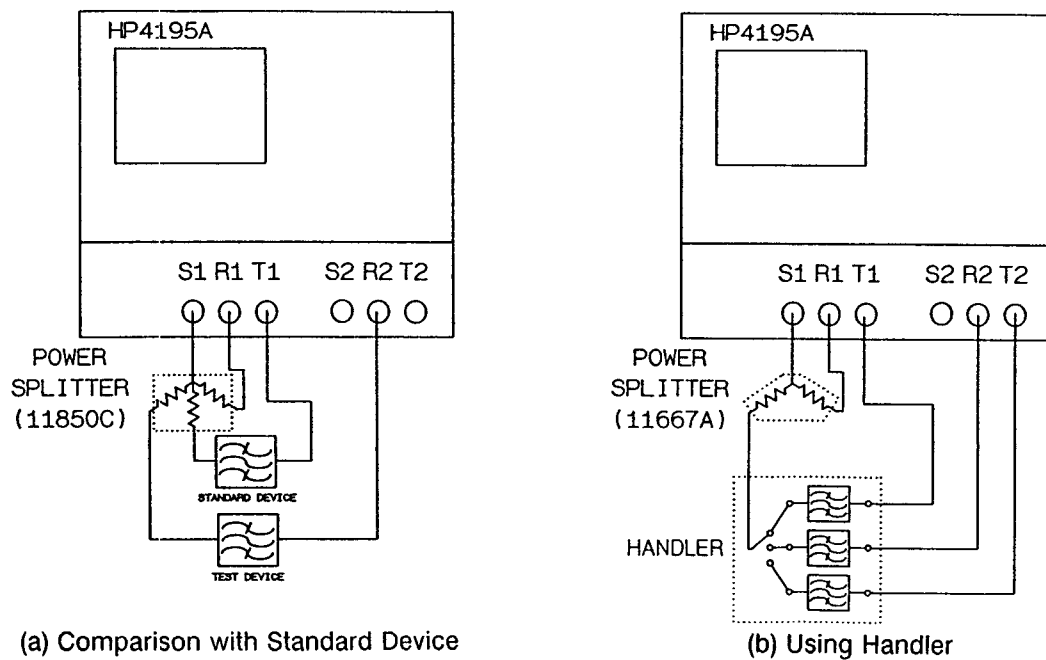 HP4195A
S1 R1 T1 S2 R2 T2
POWER
SPLITTER
(11850C)
STANDARD DEVICE
TEST DEVICE
(a) Comparison with Standard Device
HP4195A
S1 R1 T1 S2 R2 T2
POWER
SPLITTER
(11667A)
HANDLER
(b) Using Handler